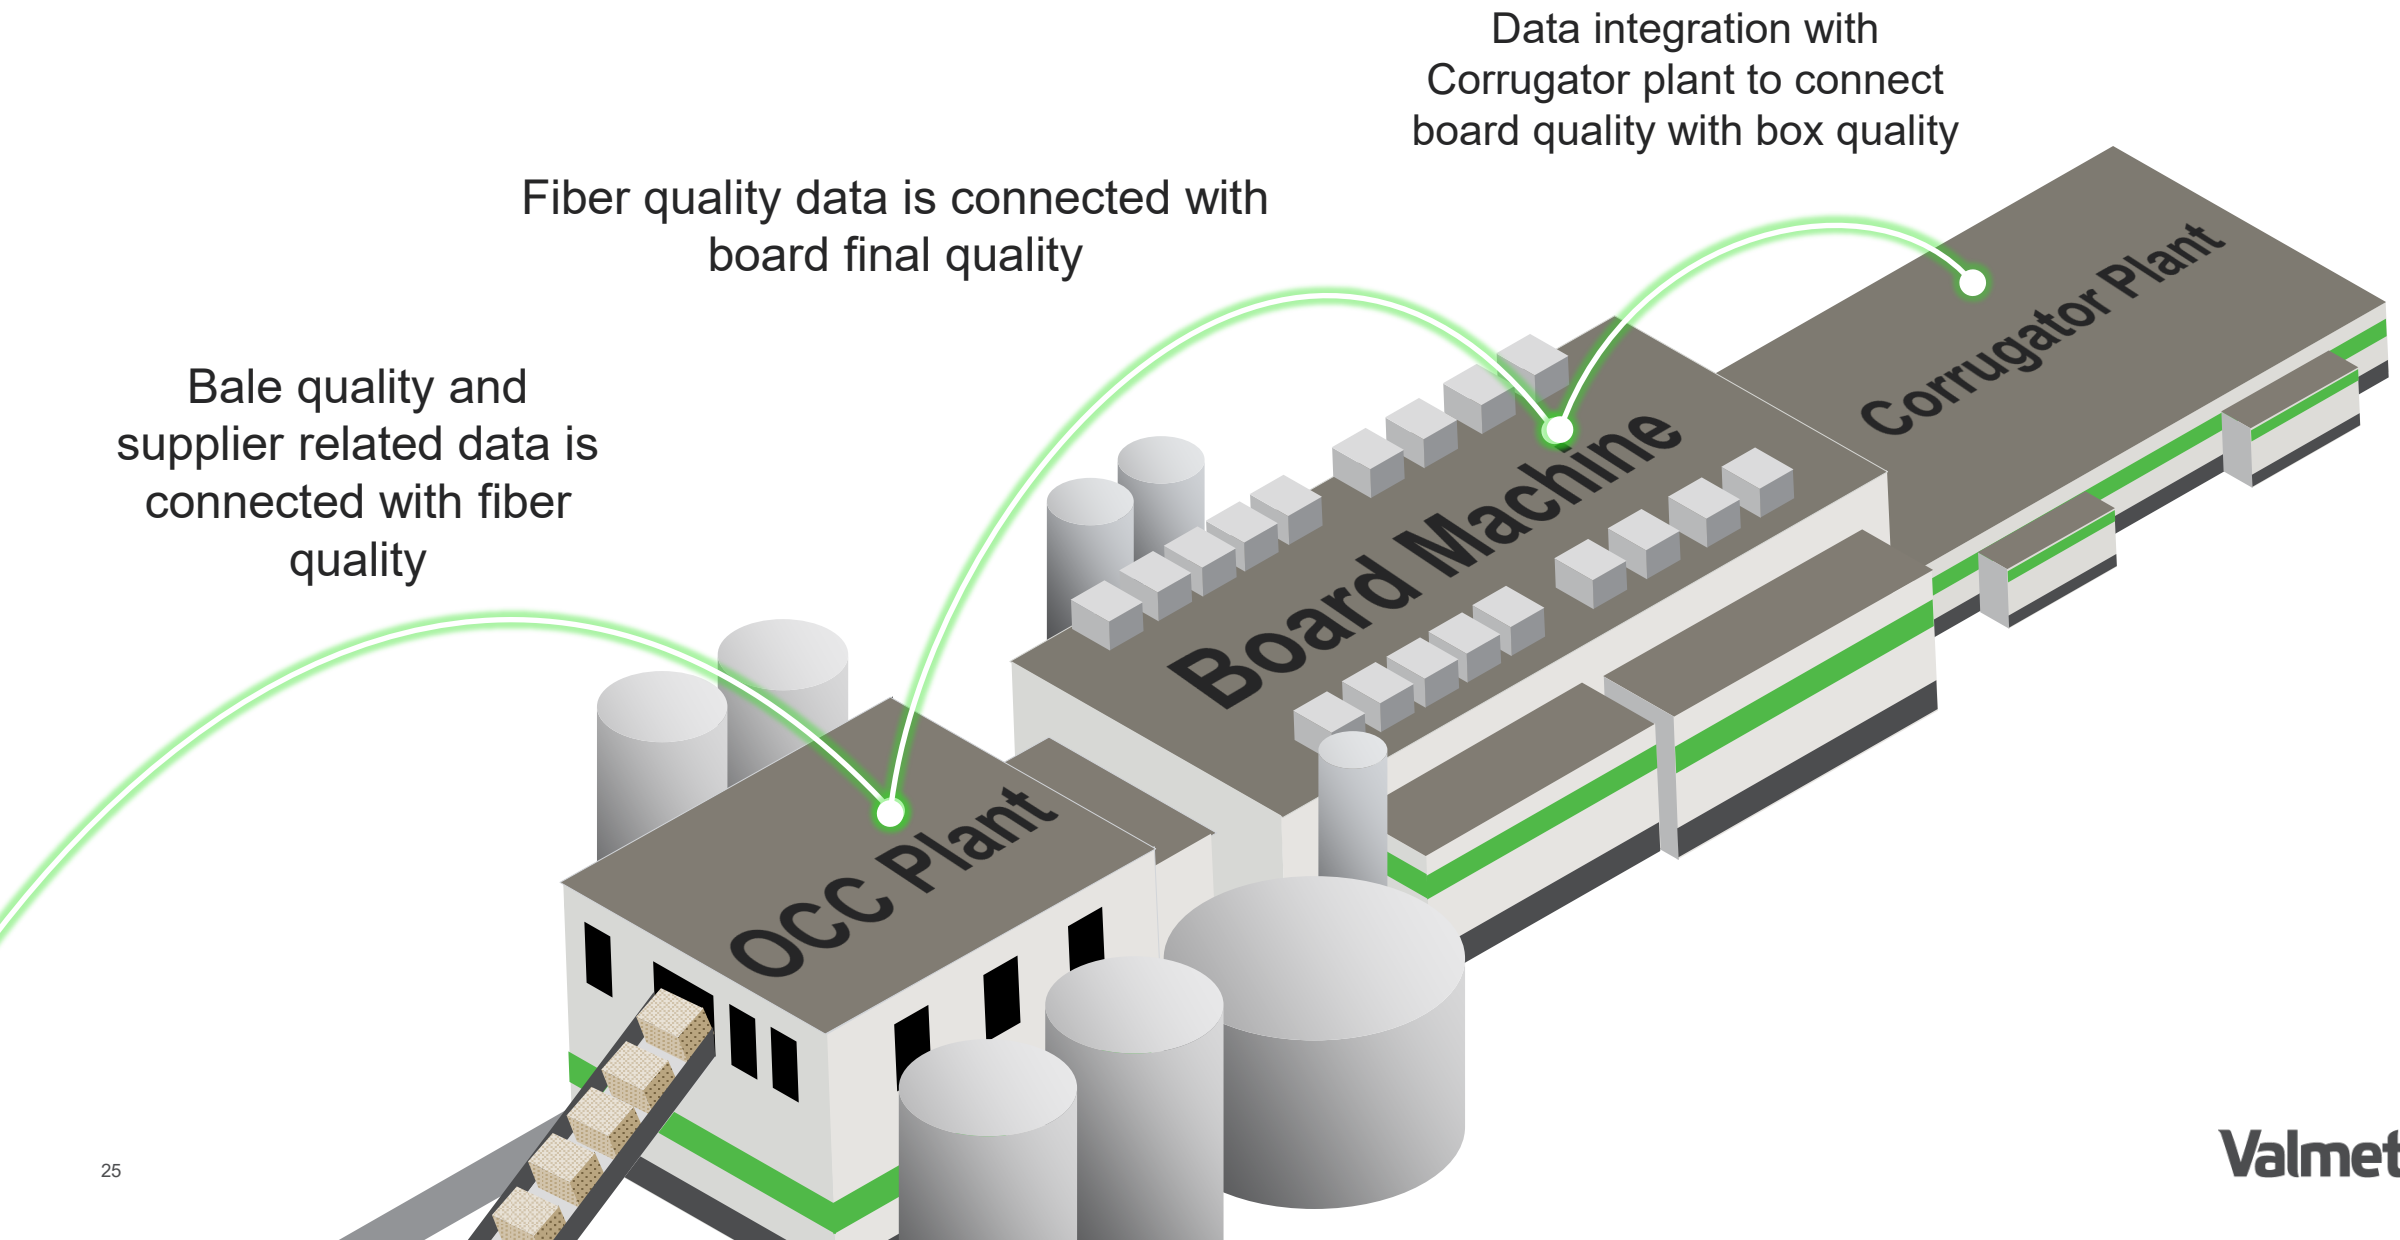 Data integration with
Corrugator plant to connect
board quality with box quality
Fiber quality data is connected with
board final quality
Bale quality and
supplier related data is
connected with fiber
quality
Corrugator Plant
Board Machine
OCC Plant
25
Valmet